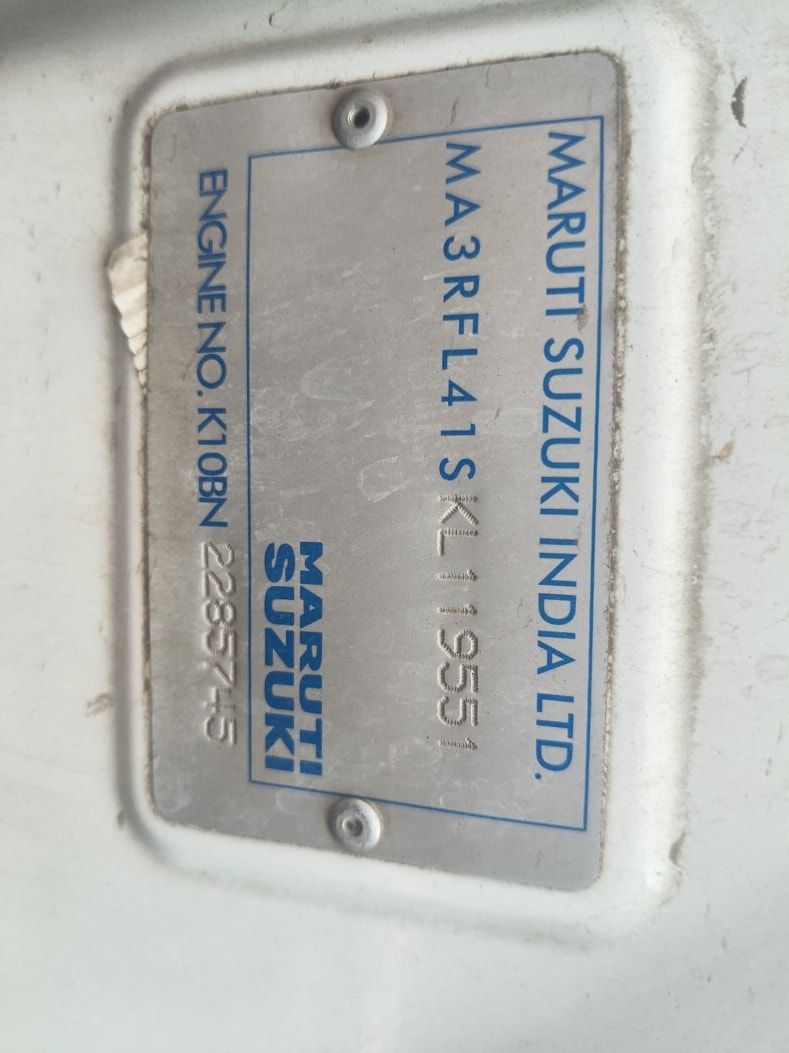 MARUTI SUZUKI INDIA LTD.
MA3RFL41SKL119551
MARUTI
SUZUKI
ENGINE NO. K10BN 2285745